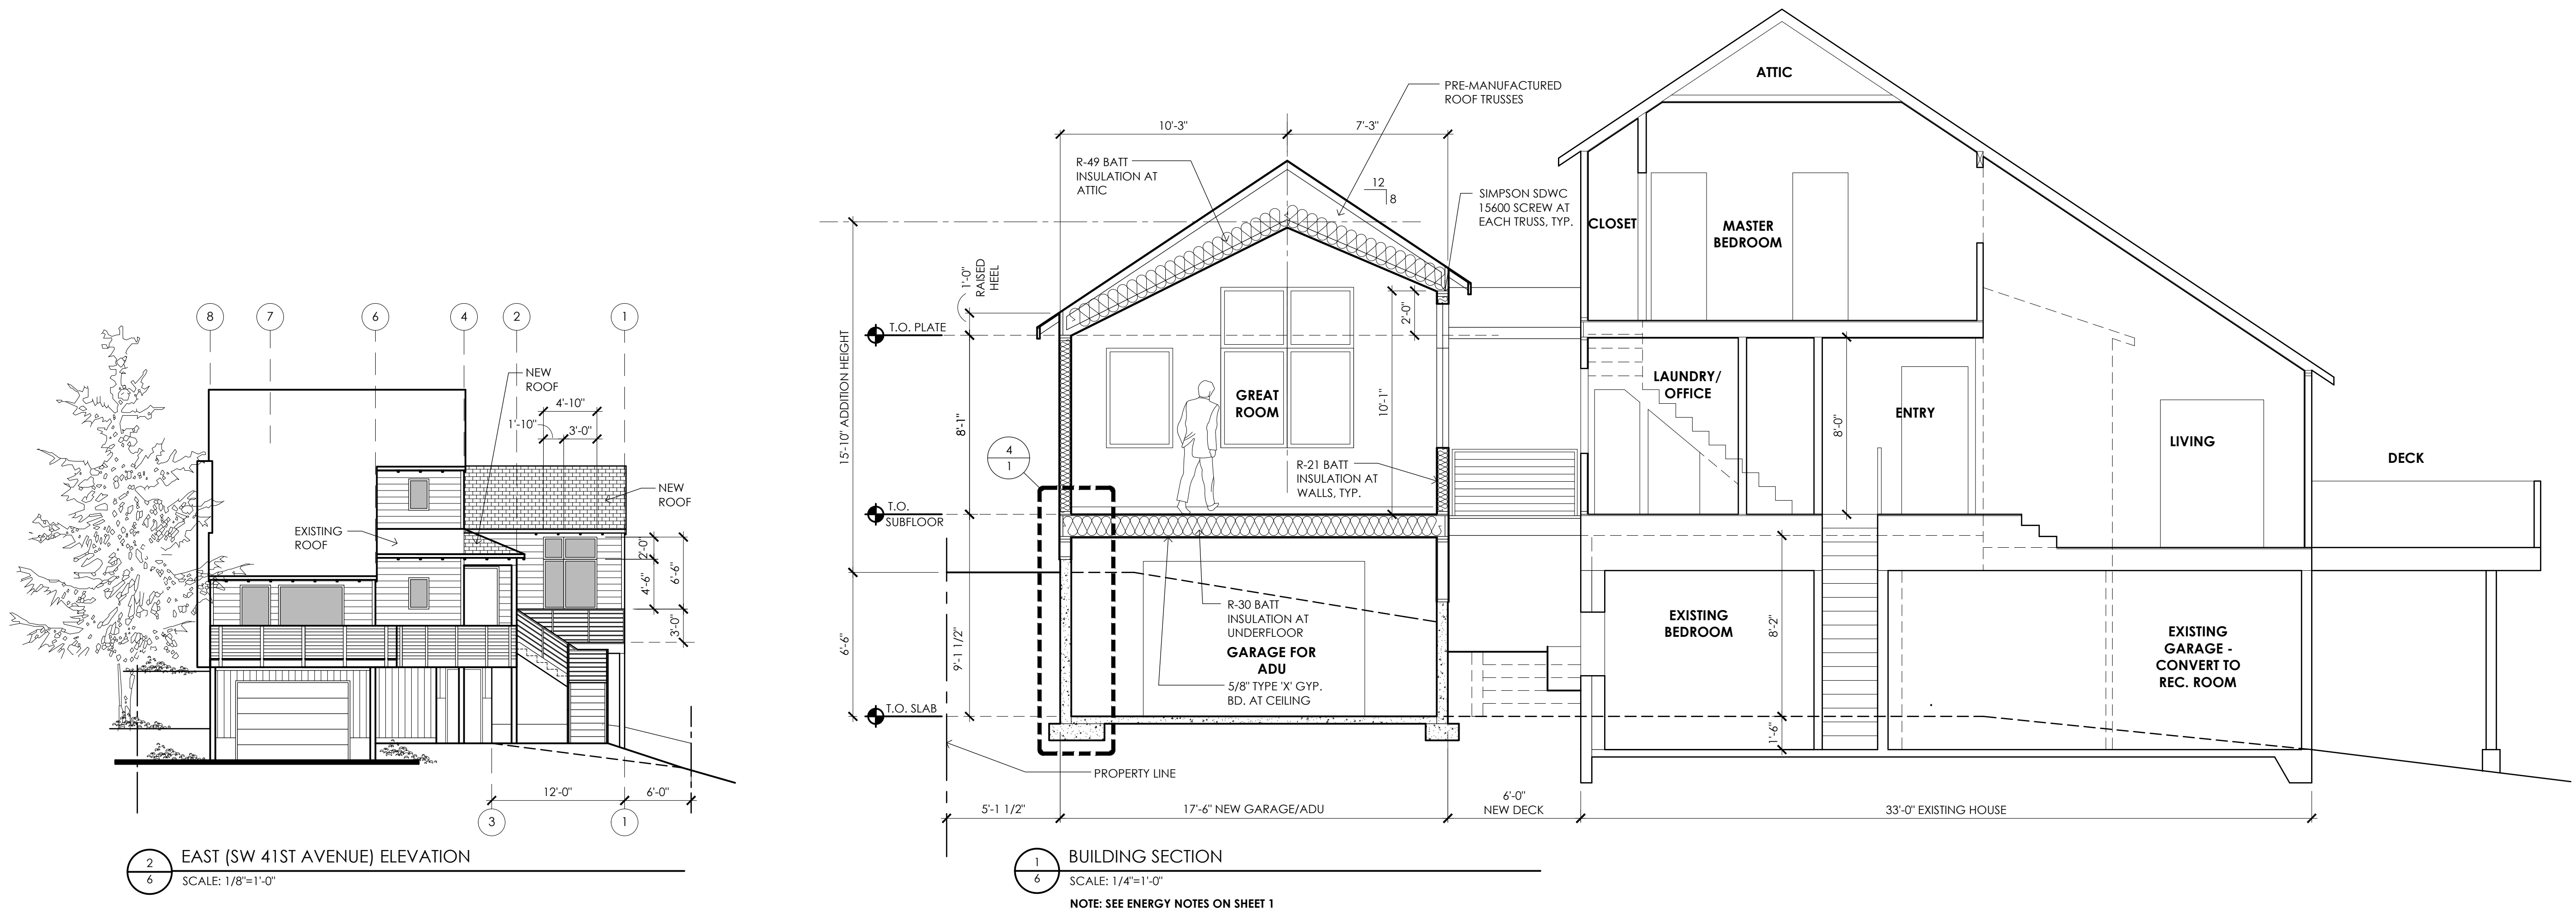 8
7
6
4
2
1
NEW
ROOF
4'-10"
1'-10"
3'-0"
NEW
ROOF
EXISTING
ROOF
2'-0"
4'-6"
6'-6"
3'-0"
12'-0"
6'-0"
3
1
2
6
EAST (SW 41ST AVENUE) ELEVATION
SCALE: 1/8"=1'-0"
PRE-MANUFACTURED
ROOF TRUSSES
10'-3"
7'-3"
R-49 BATT
INSULATION AT
ATTIC
12
8
SIMPSON SDWC
15600 SCREW AT
EACH TRUSS, TYP.
1'-0"
RAISED
HEEL
T.O. PLATE
15'-10" ADDITION HEIGHT
8'-1"
2'-0"
10'-1"
GREAT
ROOM
4
1
R-21 BATT
INSULATION AT
WALLS, TYP.
T.O.
SUBFLOOR
6'-6"
9'-1 1/2"
R-30 BATT
INSULATION AT
UNDERFLOOR
GARAGE FOR
ADU
5/8" TYPE 'X' GYP.
BD. AT CEILING
T.O. SLAB
PROPERTY LINE
5'-1 1/2"
17'-6" NEW GARAGE/ADU
6'-0"
NEW DECK
33'-0" EXISTING HOUSE
ATTIC
CLOSET
MASTER
BEDROOM
LAUNDRY/
OFFICE
8'-0"
ENTRY
LIVING
DECK
EXISTING
BEDROOM
8'-2"
1'-6"
EXISTING
GARAGE -
CONVERT TO
REC. ROOM
1
6
BUILDING SECTION
SCALE: 1/4"=1'-0"
NOTE: SEE ENERGY NOTES ON SHEET 1